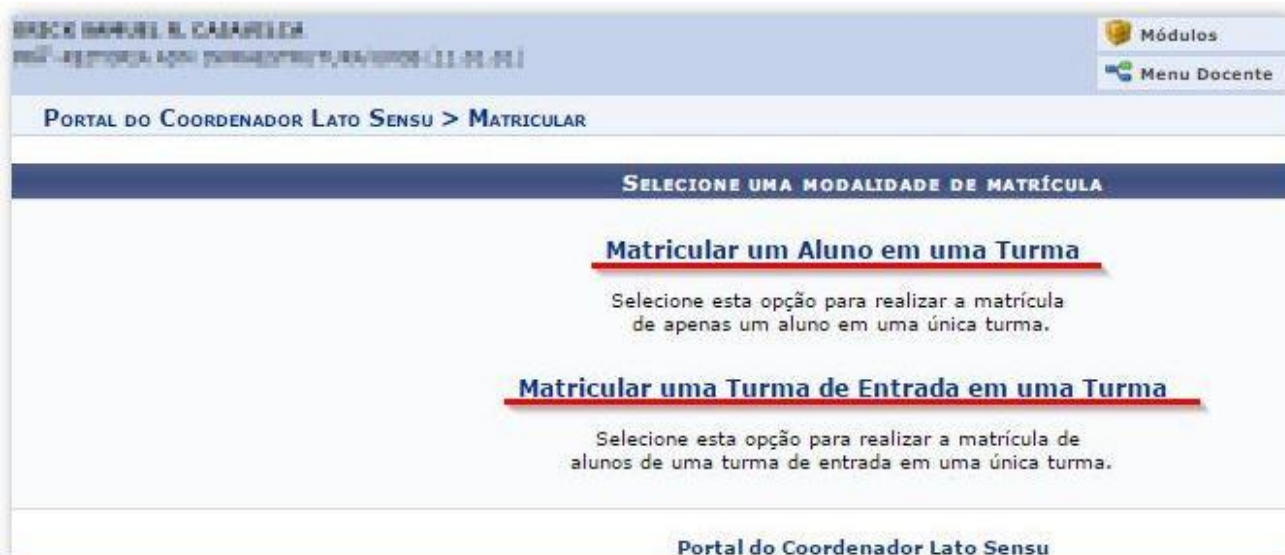 Módulos
Menu Docente
Portal do Coordenador Lato Sensu > Matricular
Selecione uma modalidade de matrícula
Matricular um Aluno em uma Turma
Selecione esta opção para realizar a matrícula
de apenas um aluno em uma única turma.
Matricular uma Turma de Entrada em uma Turma
Selecione esta opção para realizar a matrícula de
alunos de uma turma de entrada em uma única turma.
Portal do Coordenador Lato Sensu